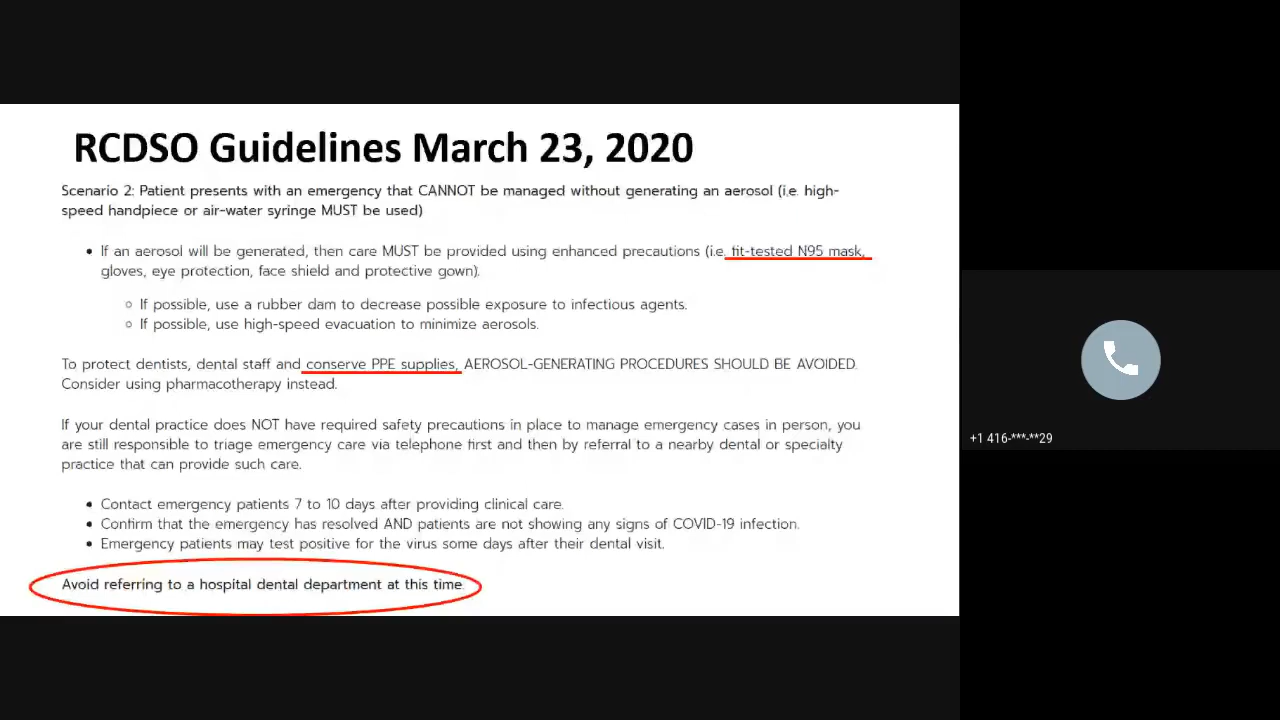 RCDSO Guidelines March 23, 2020
Scenario 2: Patient presents with an emergency that CANNOT be managed without generating an aerosol (i.e. high-
speed handpiece or air-water syringe MUST be used)
• If an aerosol will be generated, then care MUST be provided using enhanced precautions (i.e. fit-tested N95 mask,
gloves, eye protection, face shield and protective gown).
○ If possible, use a rubber dam to decrease possible exposure to infectious agents.
○ If possible, use high-speed evacuation to minimize aerosols.
To protect dentists, dental staff and conserve PPE supplies, AEROSOL-GENERATING PROCEDURES SHOULD BE AVOIDED.
Consider using pharmacotherapy instead.
If your dental practice does NOT have required safety precautions in place to manage emergency cases in person, you
are still responsible to triage emergency care via telephone first and then by referral to a nearby dental or specialty
practice that can provide such care.
• Contact emergency patients 7 to 10 days after providing clinical care.
• Confirm that the emergency has resolved AND patients are not showing any signs of COVID-19 infection.
• Emergency patients may test positive for the virus some days after their dental visit.
Avoid referring to a hospital dental department at this time.
+1 416-***-**29